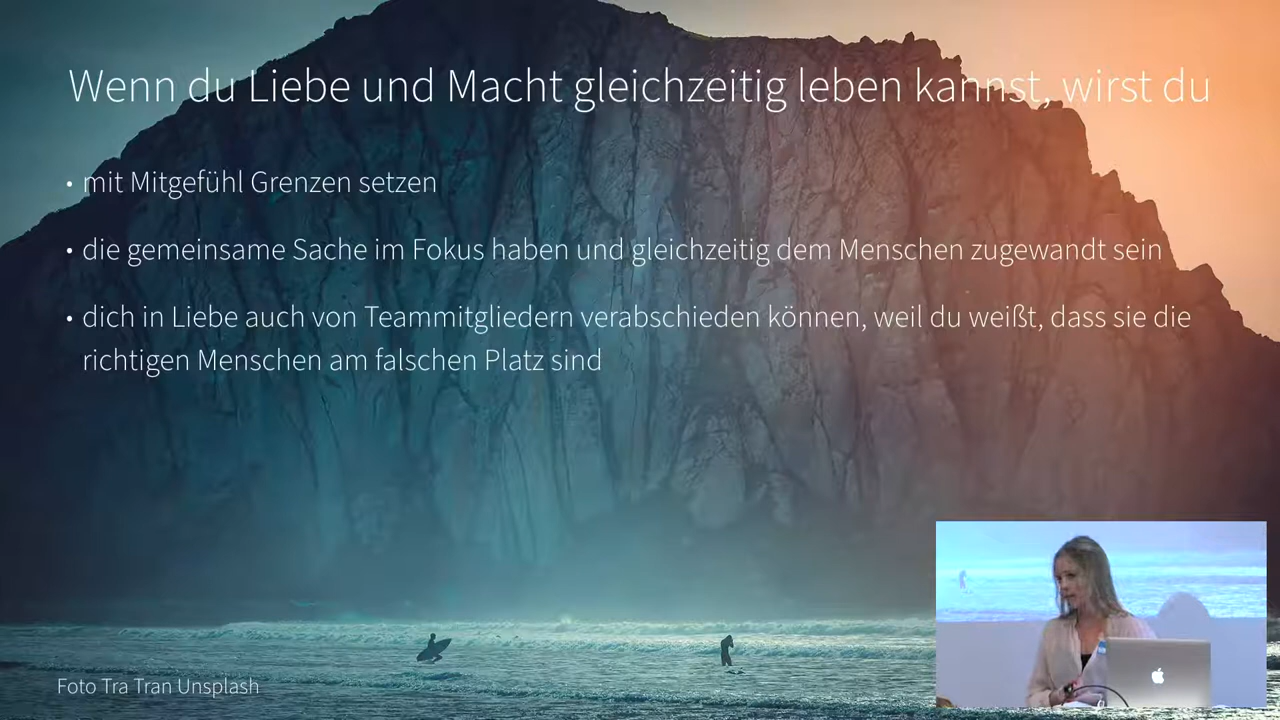 Wenn du Liebe und Macht gleichzeitig leben kannst, wirst du
• mit Mitgefühl Grenzen setzen
• die gemeinsame Sache im Fokus haben und gleichzeitig dem Menschen zugewandt sein
• dich in Liebe auch von Teammitgliedern verabschieden können, weil du weißt, dass sie die
richtigen Menschen am falschen Platz sind
Foto Tra Tran Unsplash